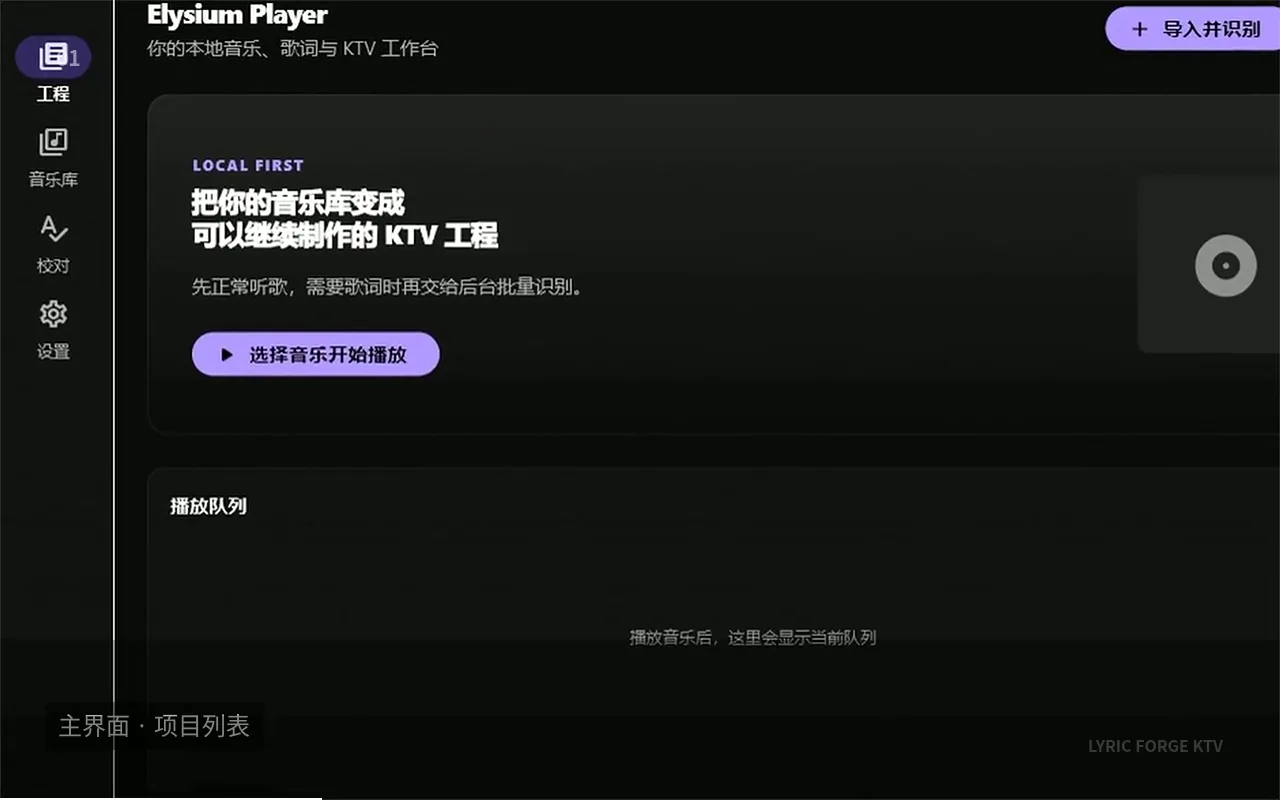 Elysium Player
你的本地音乐、歌词与 KTV 工作台
+ 导入并识别
1
工程
音乐库
校对
设置
LOCAL FIRST
把你的音乐库变成
可以继续制作的 KTV 工程
先正常听歌，需要歌词时再交给后台批量识别。
选择音乐开始播放
播放队列
播放音乐后，这里会显示当前队列
主界面 · 项目列表
LYRIC FORGE KTV